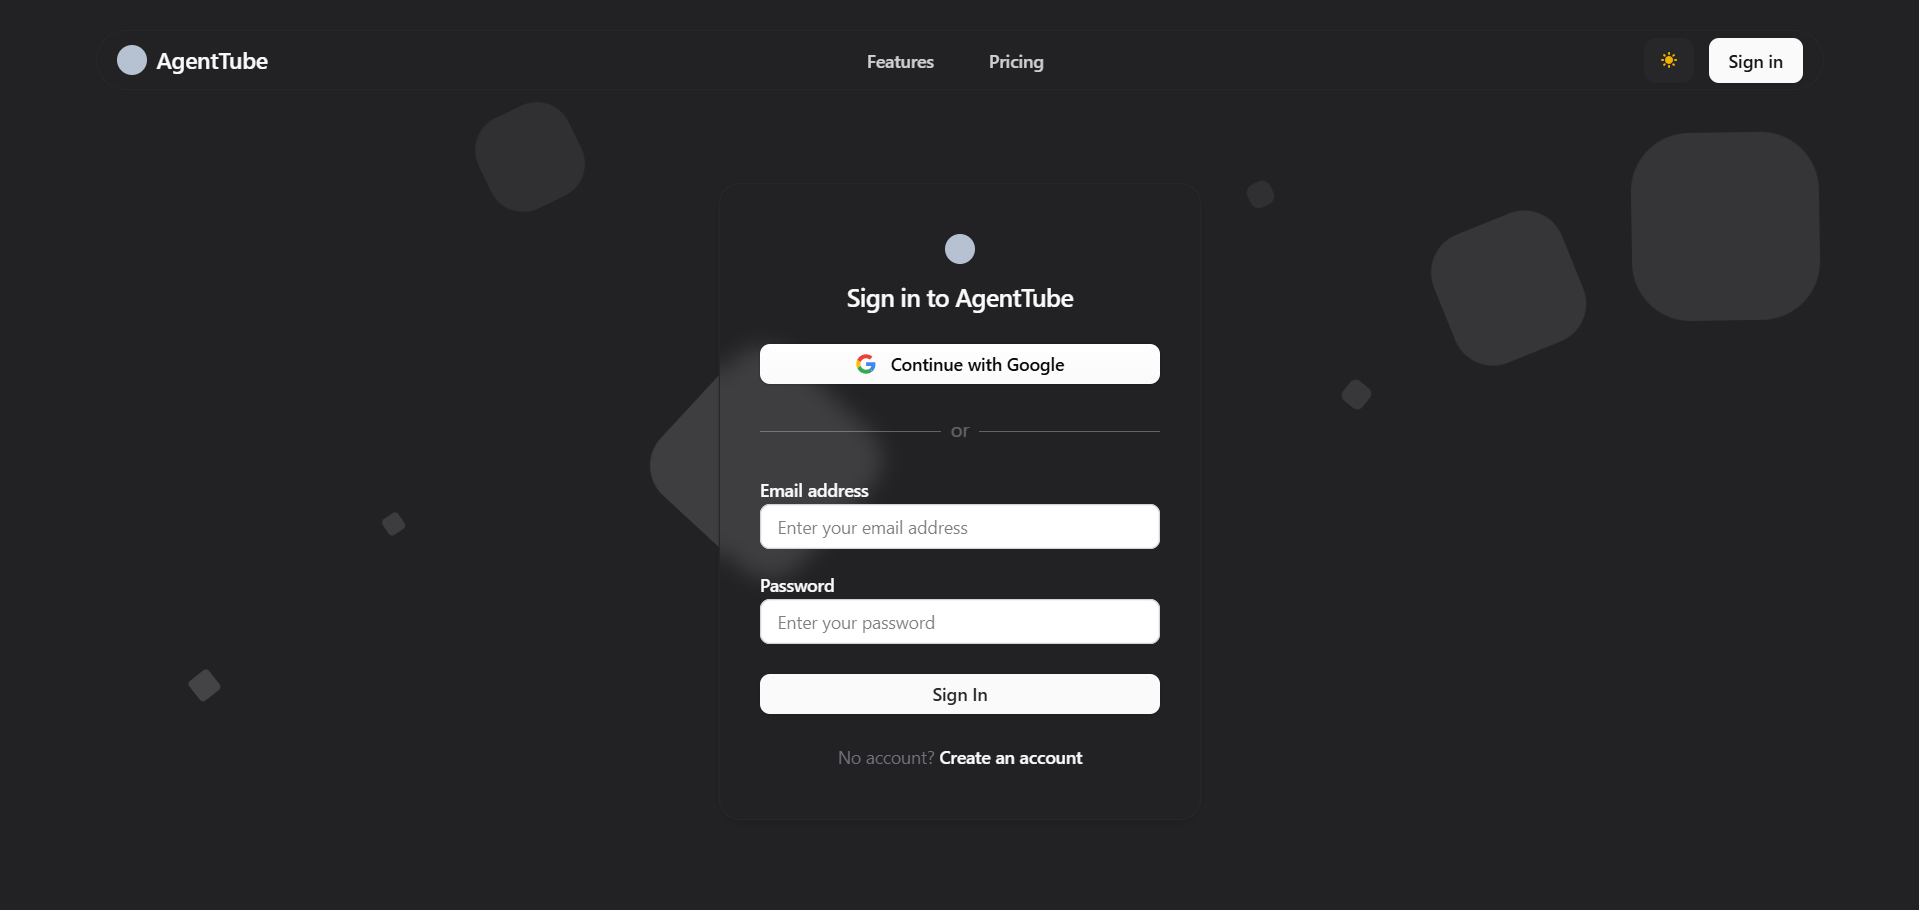 AgentTube
Features
Pricing
Sign in
Sign in to AgentTube
Continue with Google
or
Email address
Enter your email address
Password
Enter your password
Sign In
No account? Create an account